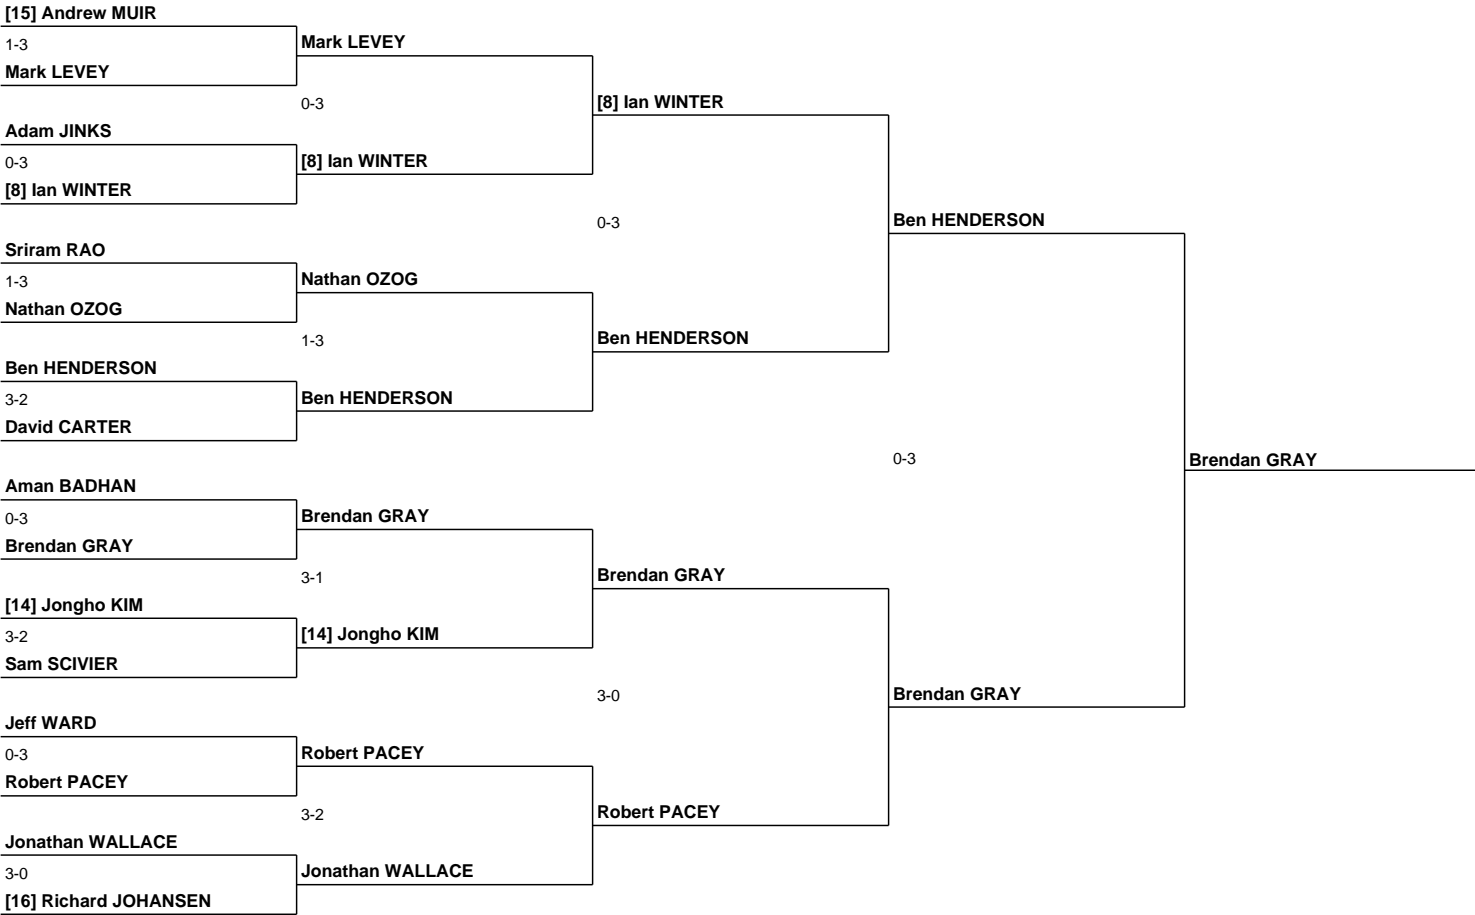 [15] Andrew MUIR
1-3
Mark LEVEY
Mark LEVEY
0-3
[8] Ian WINTER
Adam JINKS
0-3
[8] Ian WINTER
[8] Ian WINTER
0-3
Ben HENDERSON
Sriram RAO
1-3
Nathan OZOG
Nathan OZOG
1-3
Ben HENDERSON
Ben HENDERSON
3-2
David CARTER
Ben HENDERSON
0-3
Brendan GRAY
Aman BADHAN
0-3
Brendan GRAY
Brendan GRAY
3-1
Brendan GRAY
[14] Jongho KIM
3-2
Sam SCIVIER
[14] Jongho KIM
3-0
Brendan GRAY
Jeff WARD
0-3
Robert PACEY
Robert PACEY
3-2
Robert PACEY
Jonathan WALLACE
3-0
[16] Richard JOHANSEN
Jonathan WALLACE